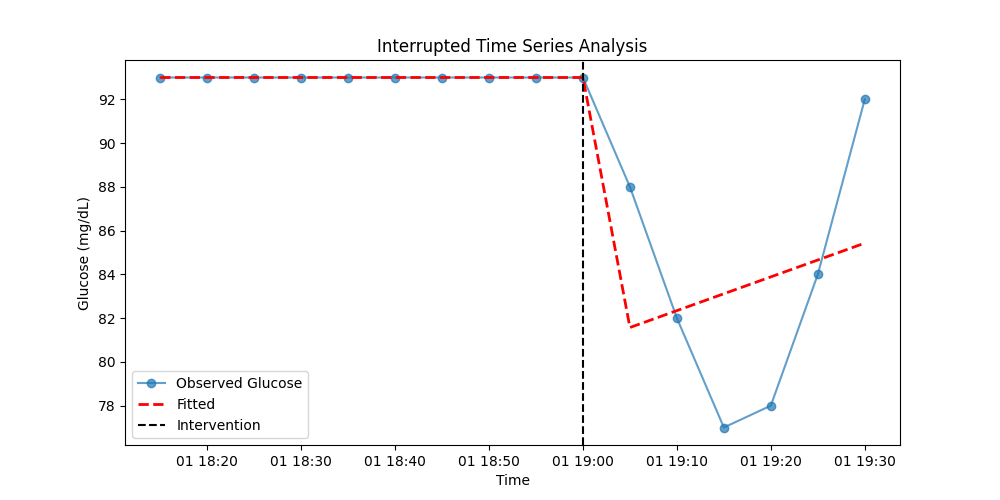 Interrupted Time Series Analysis
Glucose (mg/dL)
92
90
88
86
84
82
80
78
Observed Glucose
Fitted
Intervention
01 18:20
01 18:30
01 18:40
01 18:50
01 19:00
01 19:10
01 19:20
01 19:30
Time